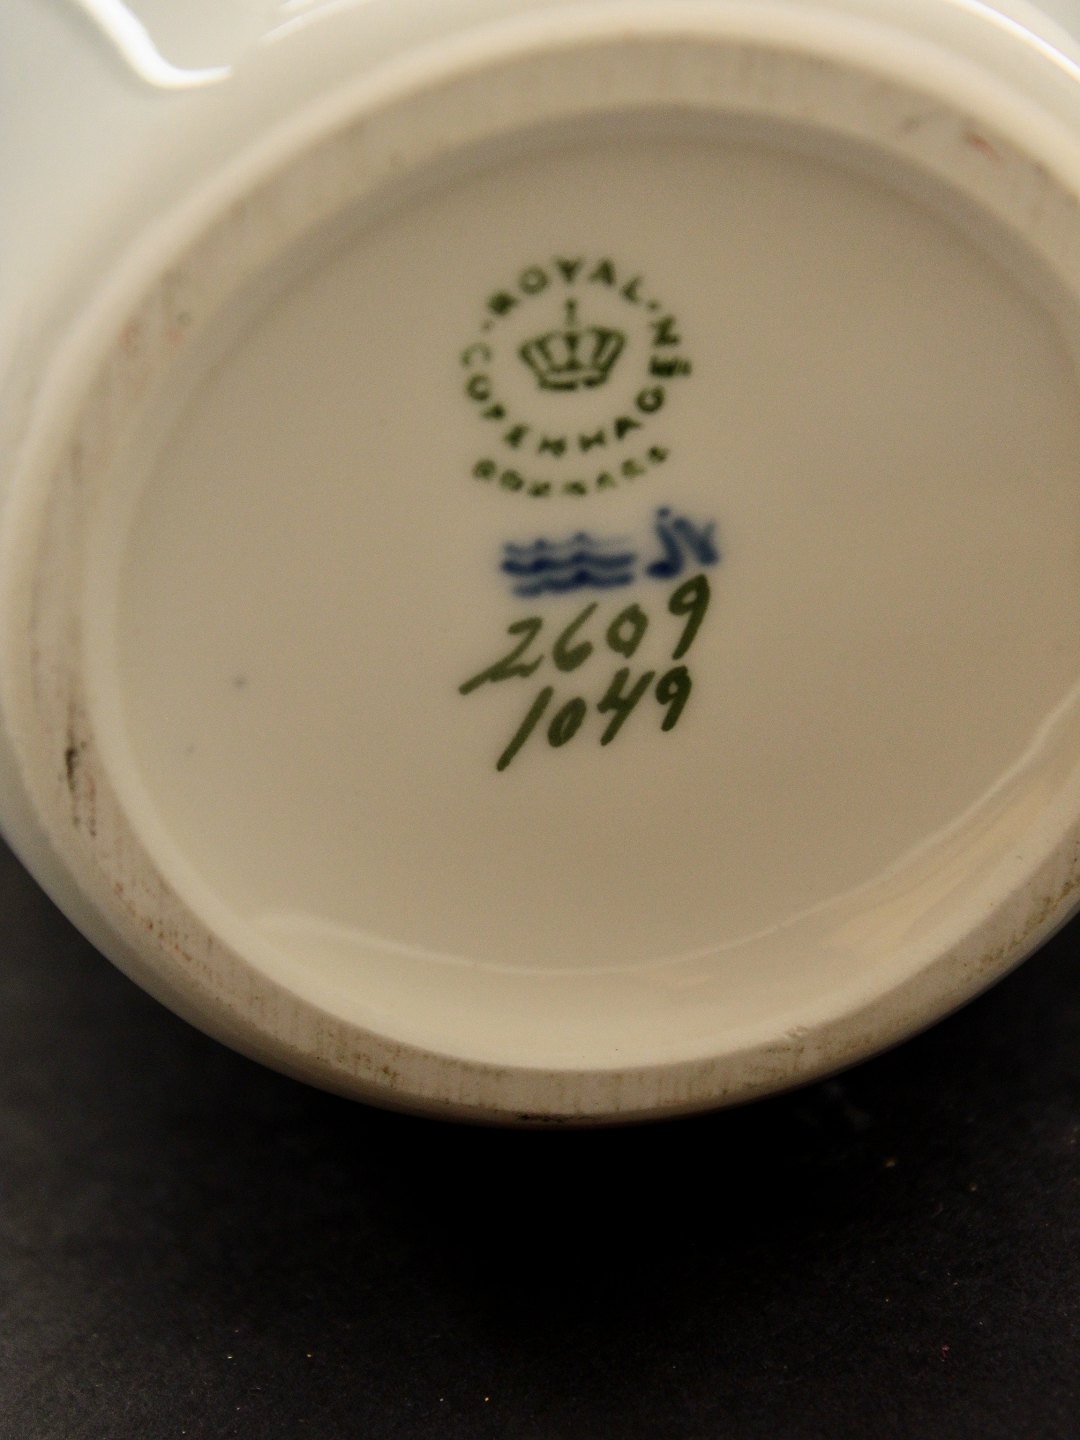 ROYAL
COPENHAGEN
DENMARK
2609
1049